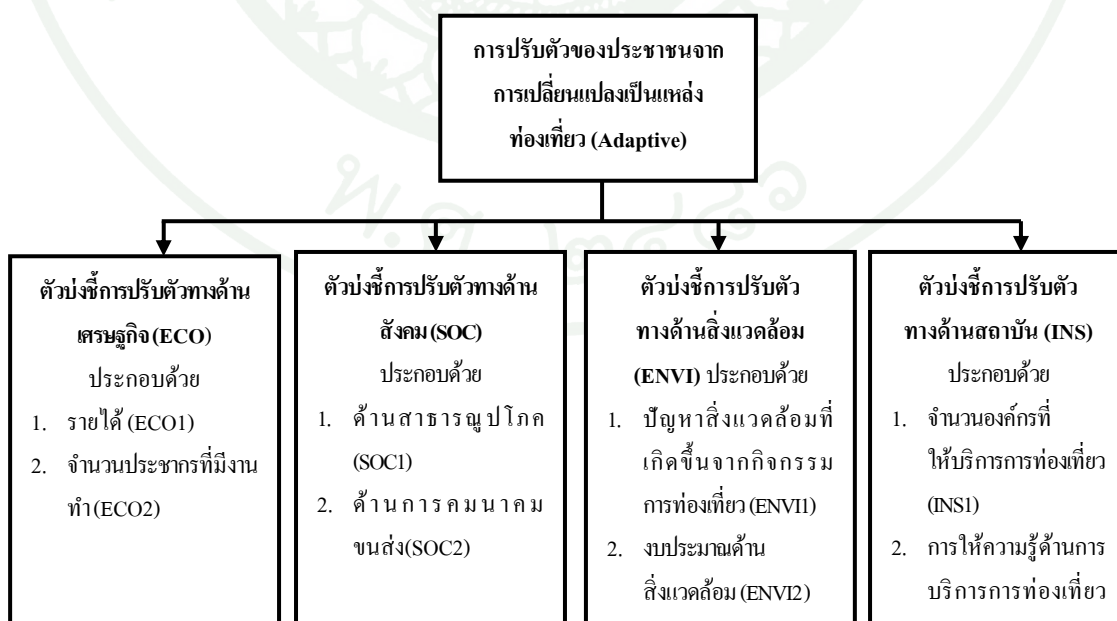 การปรับตัวของประชาชนจาก
การเปลี่ยนแปลงเป็นแหล่ง
ท่องเที่ยว (Adaptive)
พ.ศ. ๒๔๘๖
ตัวบ่งชี้การปรับตัวทางด้าน
เศรษฐกิจ (ECO)
ประกอบด้วย
1. รายได้ (ECO1)
2. จำนวนประชากรที่มีงาน
ทำ (ECO2)
ตัวบ่งชี้การปรับตัวทางด้าน
สังคม (SOC)
ประกอบด้วย
1. ด้านสาธารณูปโภค
(SOC1)
2. ด้านการคมนาคม
ขนส่ง(SOC2)
ตัวบ่งชี้การปรับตัว
ทางด้านสิ่งแวดล้อม
(ENVI) ประกอบด้วย
1. ปัญหาสิ่งแวดล้อมที่
เกิดขึ้นจากกิจกรรม
การท่องเที่ยว (ENVI1)
2. งบประมาณด้าน
สิ่งแวดล้อม (ENVI2)
ตัวบ่งชี้การปรับตัว
ทางด้านสถาบัน (INS)
ประกอบด้วย
1. จำนวนองค์กรที่
ให้บริการการท่องเที่ยว
(INS1)
2. การให้ความรู้ด้านการ
บริการการท่องเที่ยว